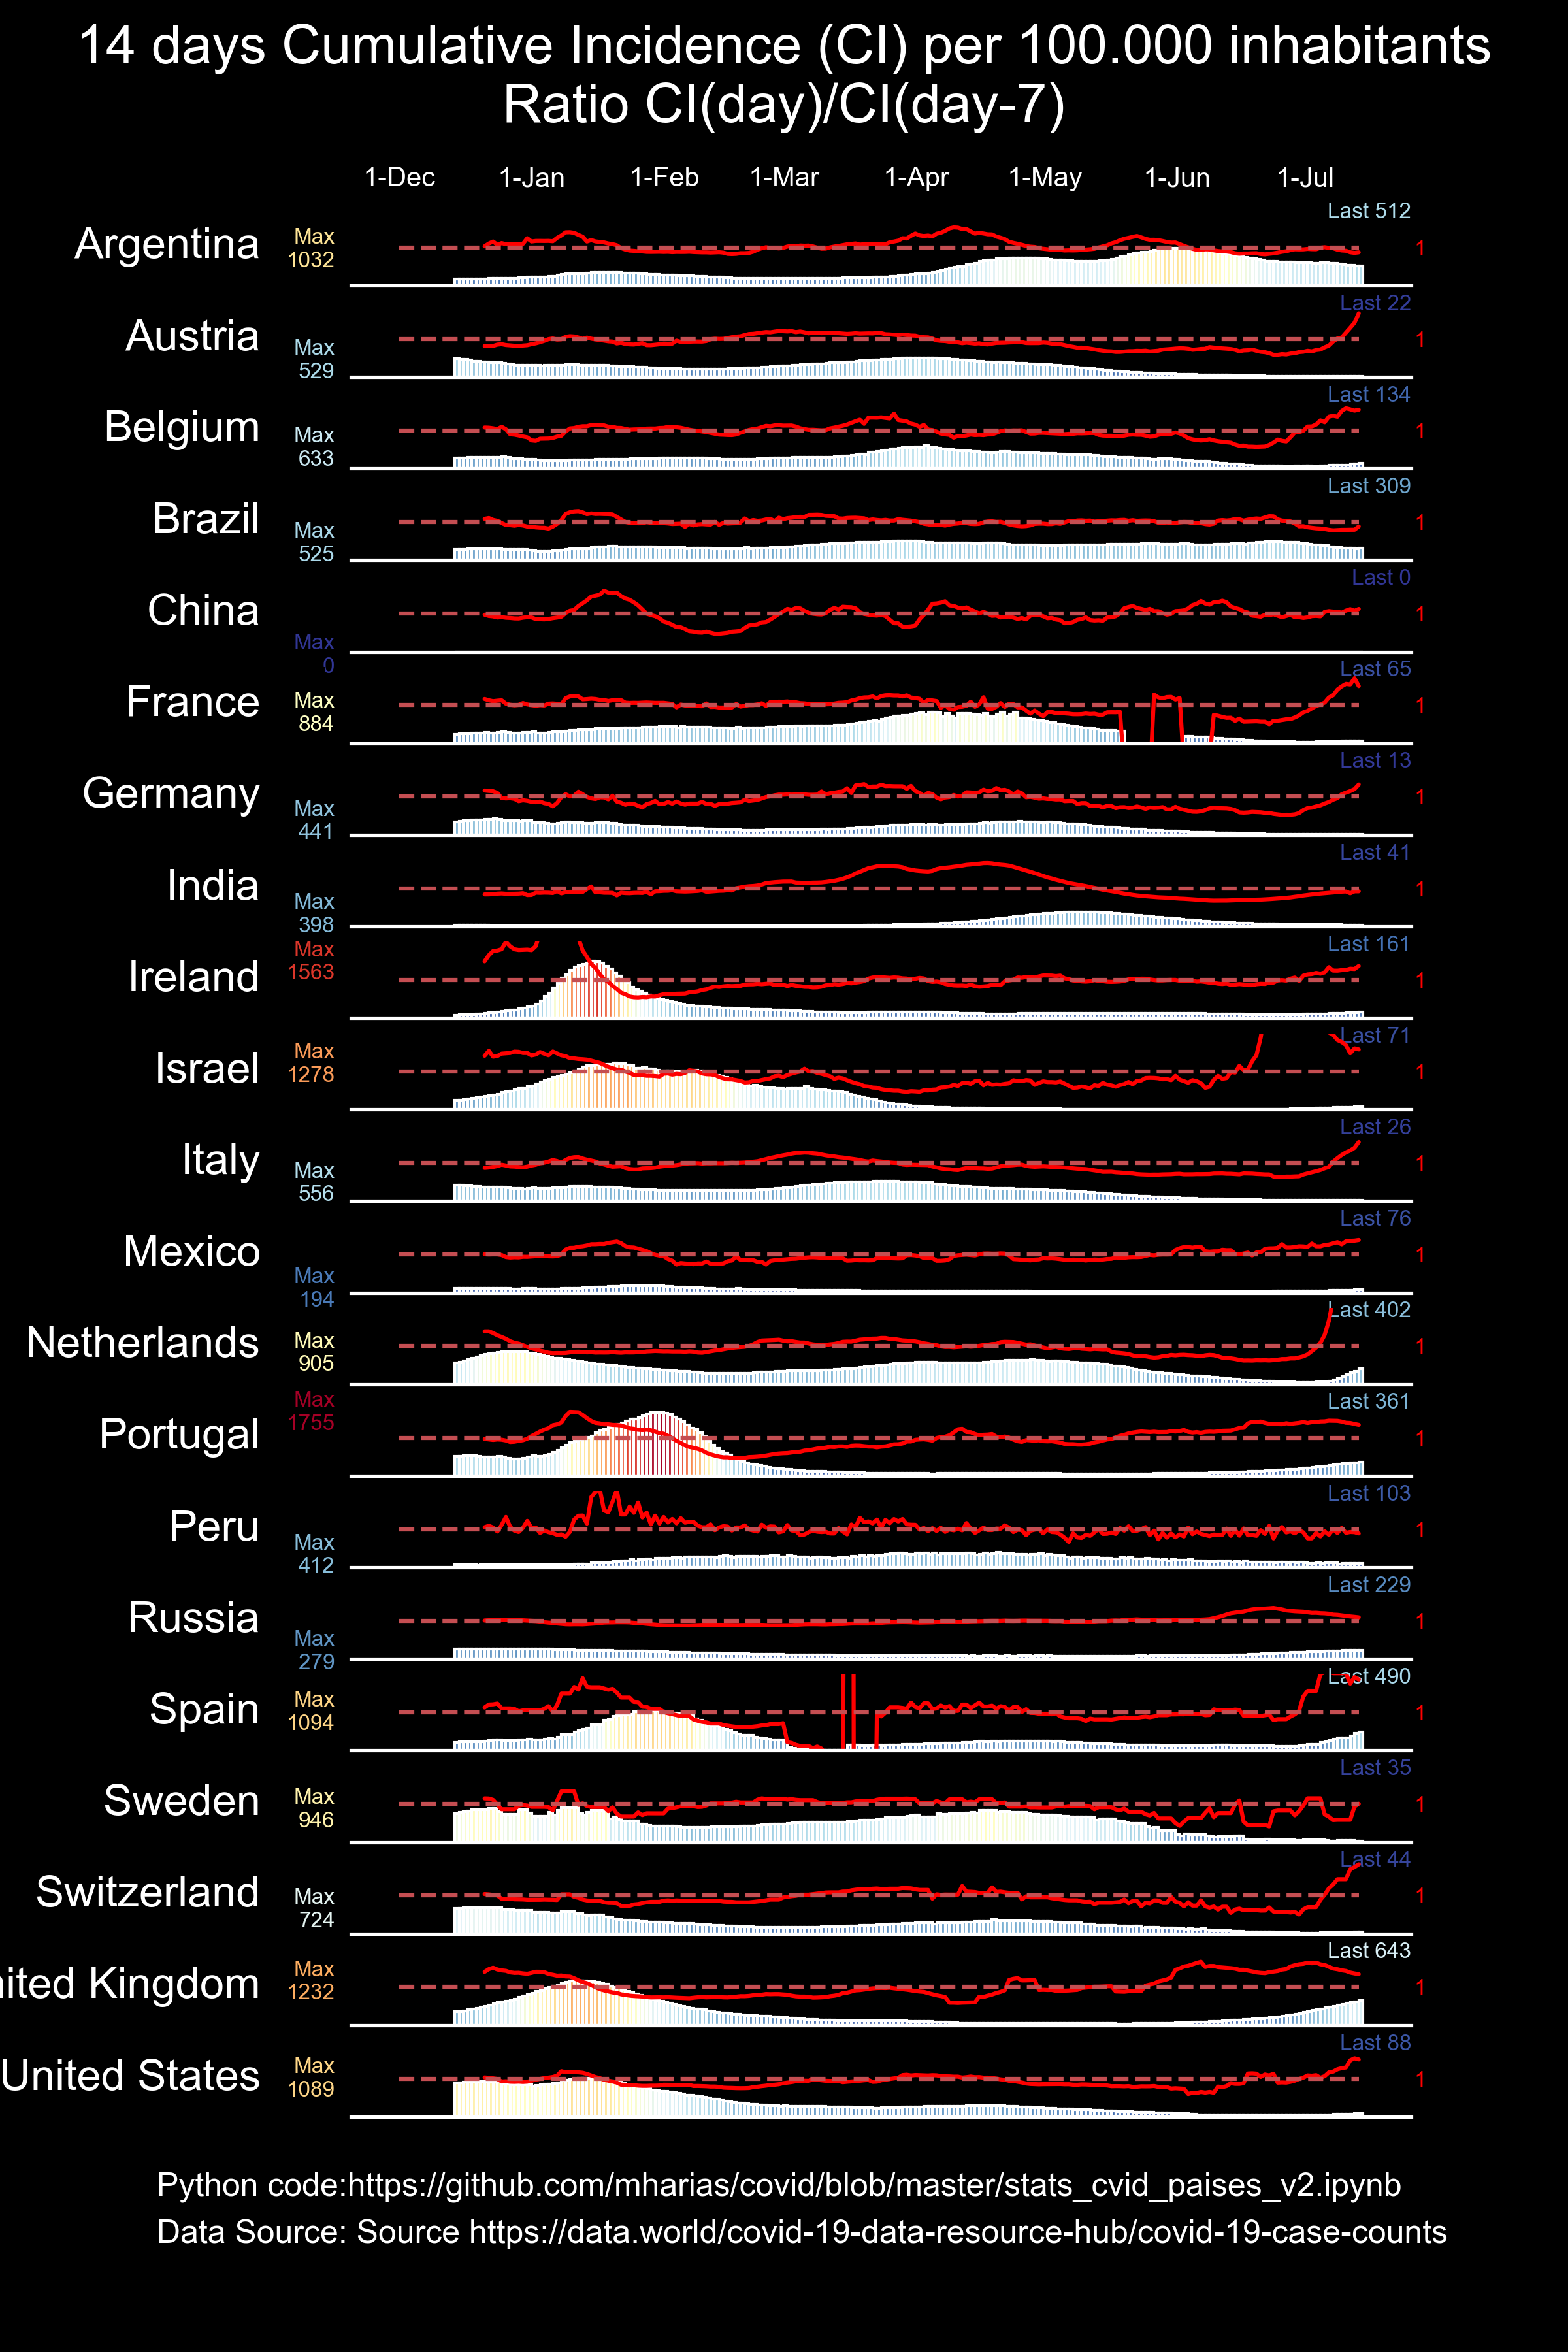 14 days Cumulative Incidence (CI) per 100.000 inhabitants
Ratio CI(day)/CI(day-7)
1-Dec 1-Jan 1-Feb 1-Mar 1-Apr 1-May 1-Jun 1-Jul
Argentina Max 1032 Last 512 1
Austria Max 529 Last 22 1
Belgium Max 633 Last 134 1
Brazil Max 525 Last 309 1
China Max 0 Last 0 1
France Max 884 Last 65 1
Germany Max 441 Last 13 1
India Max 398 Last 41 1
Ireland Max 1563 Last 161 1
Israel Max 1278 Last 71 1
Italy Max 556 Last 26 1
Mexico Max 194 Last 76 1
Netherlands Max 905 Last 402 1
Portugal Max 1755 Last 361 1
Peru Max 412 Last 103 1
Russia Max 279 Last 229 1
Spain Max 1094 Last 490 1
Sweden Max 946 Last 35 1
Switzerland Max 724 Last 44 1
nited Kingdom Max 1232 Last 643 1
United States Max 1089 Last 88 1
Python code:https://github.com/mharias/covid/blob/master/stats_cvid_paises_v2.ipynb
Data Source: Source https://data.world/covid-19-data-resource-hub/covid-19-case-counts